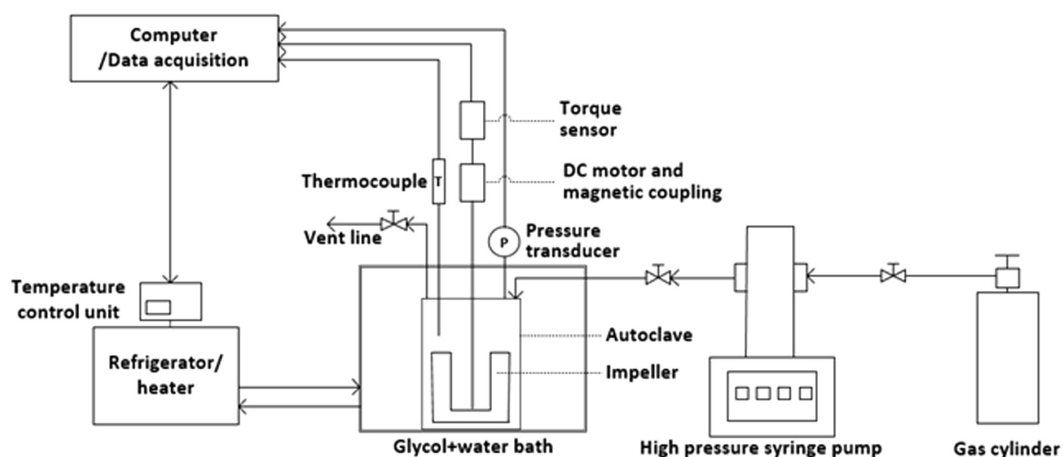 Computer
/Data acquisition
Torque
sensor
DC motor and
magnetic coupling
Thermocouple
T
Vent line
P
Pressure
transducer
Temperature
control unit
Refrigerator/
heater
Autoclave
Impeller
Glycol+water bath
High pressure syringe pump
Gas cylinder